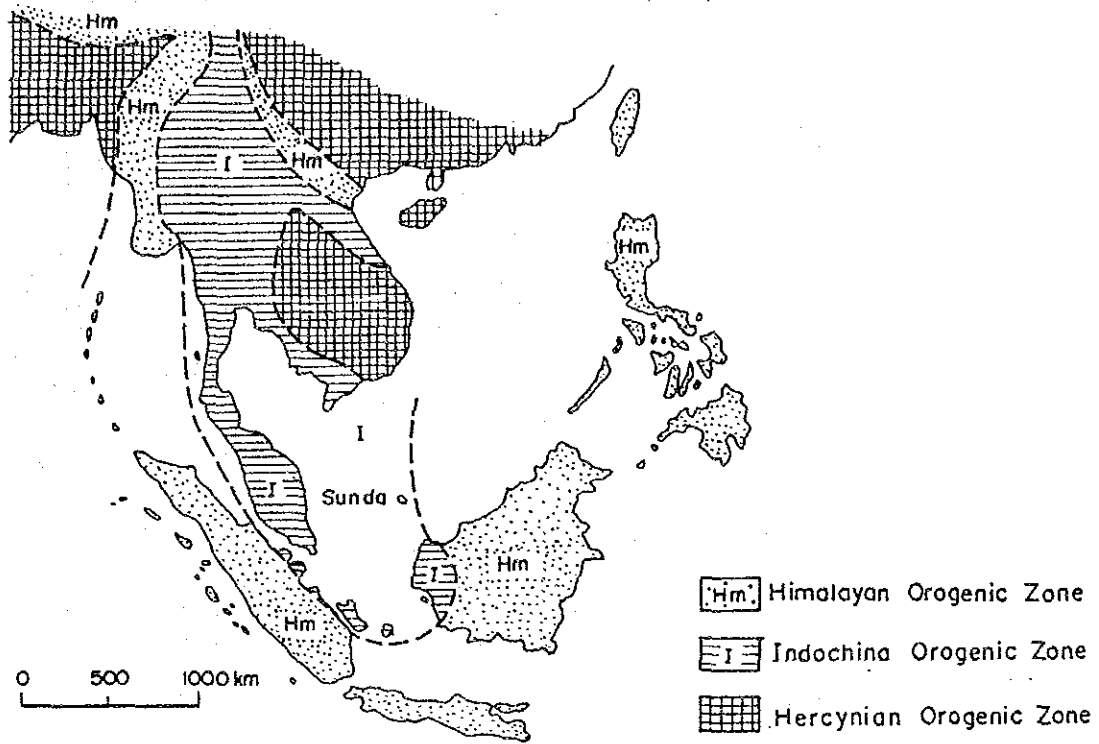 Hm
Hm
I
Hm
Hm
I
I
Sunda
I
Hm
Hm
0 500 1000 km
Hm Himalayan Orogenic Zone
I Indochina Orogenic Zone
Hercynian Orogenic Zone